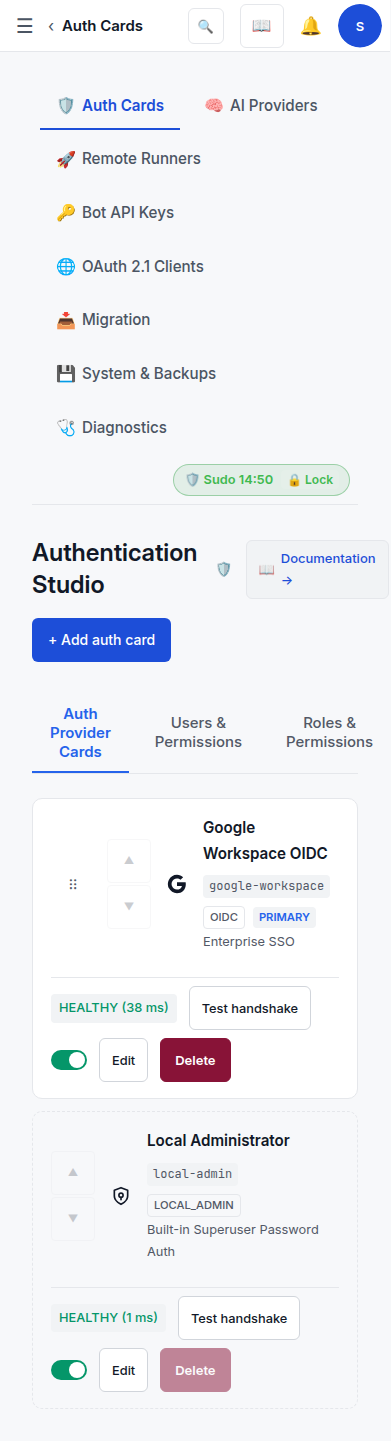 ☰ ‹ Auth Cards 🔍 📖 🔔 S
🛡️ Auth Cards 🧠 AI Providers
🚀 Remote Runners
🔑 Bot API Keys
🌐 OAuth 2.1 Clients
📥 Migration
💾 System & Backups
🩺 Diagnostics
🛡️ Sudo 14:50 🔒 Lock
Authentication
Studio
🛡️
📖 Documentation
→
+ Add auth card
Auth
Provider
Cards
Users &
Permissions
Roles &
Permissions
Google
Workspace OIDC
google-workspace
OIDC PRIMARY
Enterprise SSO
⠿ ▲
▼
G
HEALTHY (38 ms) Test handshake
Edit Delete
Local Administrator
local-admin
LOCAL_ADMIN
Built-in Superuser Password
Auth
▲
▼
HEALTHY (1 ms) Test handshake
Edit Delete